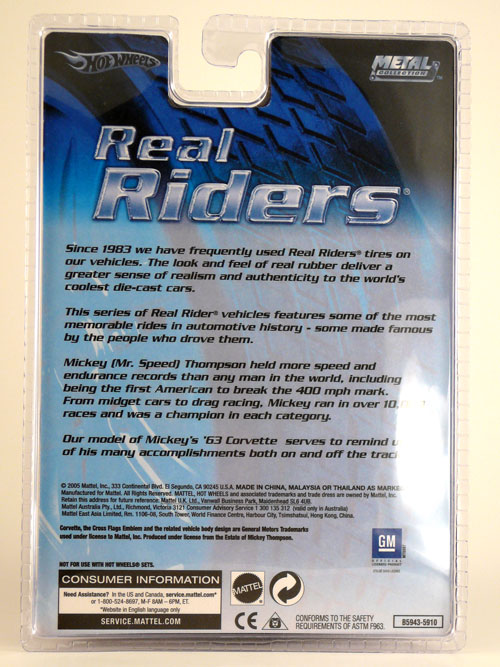 Hot Wheels
METAL
COLLECTION™
Real
Riders®
Since 1983 we have frequently used Real Riders® tires on
our vehicles. The look and feel of real rubber deliver a
greater sense of realism and authenticity to the world's
coolest die-cast cars.
This series of Real Rider® vehicles features some of the most
memorable rides in automotive history - some made famous
by the people who drove them.
Mickey (Mr. Speed) Thompson held more speed and
endurance records than any man in the world, including
being the first American to break the 400 mph mark.
From midget cars to drag racing, Mickey ran in over
races and was a champion in each category.
Our model of Mickey's '63 Corvette serves to remind
of his many accomplishments both on and off the
© 2005 Mattel, Inc., 333 Continental Blvd. El Segundo, CA 90245 U.S.A. MADE IN CHINA, MALAYSIA OR THAILAND AS MARKED.
Manufactured for Mattel. All Rights Reserved. MATTEL, HOT WHEELS and associated trademarks and trade dress are owned by Mattel, Inc.
Retain this address for future reference: Mattel U.K. Ltd., Vanwall Business Park, Maidenhead SL6 4UB.
Mattel Australia Pty., Ltd., Richmond, Victoria 3121 Consumer Advisory Service 1 300 135 312 (valid only in Australia)
Mattel East Asia Limited, Rm. 1106-08, South Tower, World Finance Centre, Harbour City, Tsimshatsui, Hong Kong, China.
Corvette, the Cross Flags Emblem and the related vehicle body design are General Motors Trademarks
used under license to Mattel, Inc. Produced under license from the Estate of Mickey Thompson.
GM
OFFICIAL
LICENSED PRODUCT
NOT FOR USE WITH HOT WHEELS® SETS.
CONSUMER INFORMATION
Need Assistance? In the US and Canada, service.mattel.com*
or 1-800-524-8697, M-F 8AM – 6PM, ET.
*Website in English language only
SERVICE.MATTEL.COM
MATTEL
CE
CONFORMS TO THE SAFETY
REQUIREMENTS OF ASTM F963.
B5943-5910